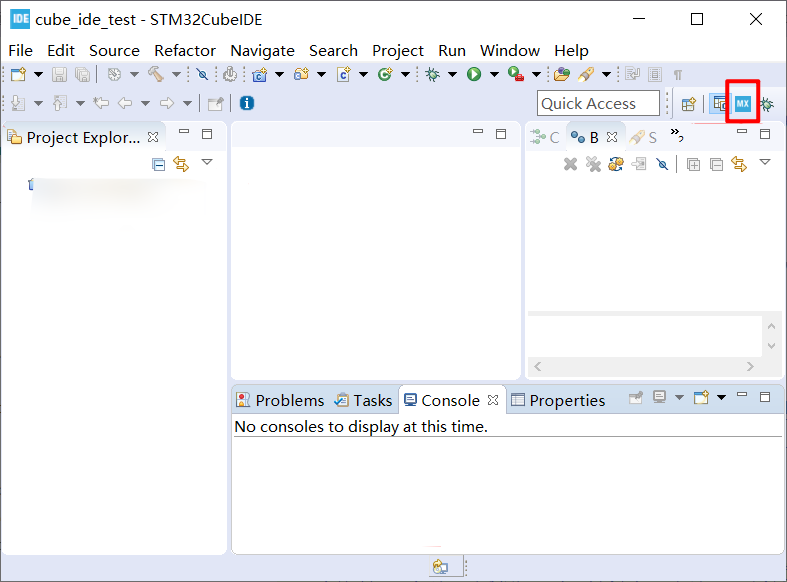 IDE cube_ide_test - STM32CubeIDE
File Edit Source Refactor Navigate Search Project Run Window Help
Quick Access
MX
Project Explor...
C B S »2
Problems Tasks Console Properties
No consoles to display at this time.